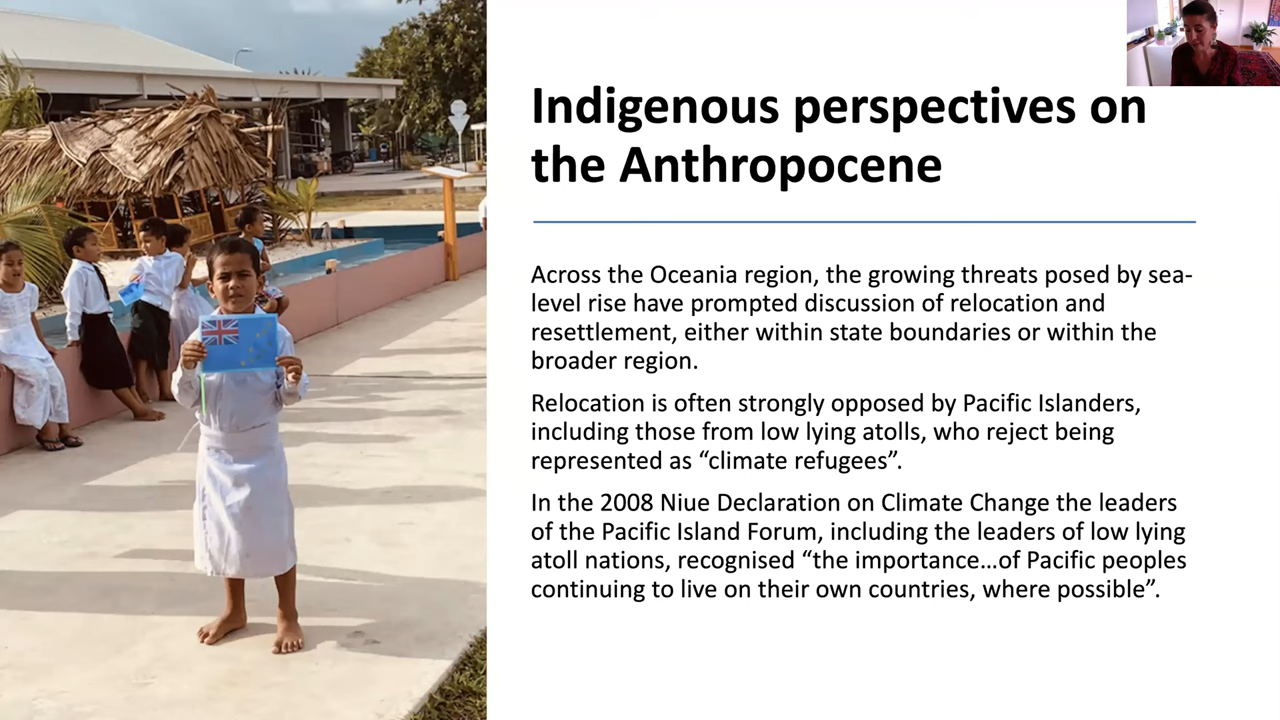 Indigenous perspectives on
the Anthropocene
Across the Oceania region, the growing threats posed by sea-
level rise have prompted discussion of relocation and
resettlement, either within state boundaries or within the
broader region.
Relocation is often strongly opposed by Pacific Islanders,
including those from low lying atolls, who reject being
represented as “climate refugees”.
In the 2008 Niue Declaration on Climate Change the leaders
of the Pacific Island Forum, including the leaders of low lying
atoll nations, recognised “the importance…of Pacific peoples
continuing to live on their own countries, where possible”.